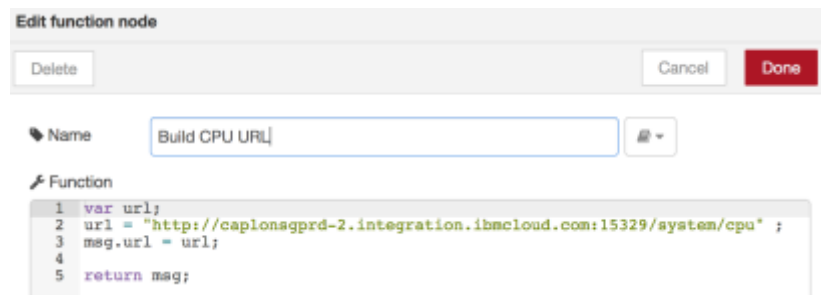 Edit function node
Delete
Cancel
Done
Name
Build CPU URL
Function
1 var url;
2 url = "http://caplonsgprd-2.integration.ibmcloud.com:15329/system/cpu" ;
3 msg.url = url;
4
5 return msg;